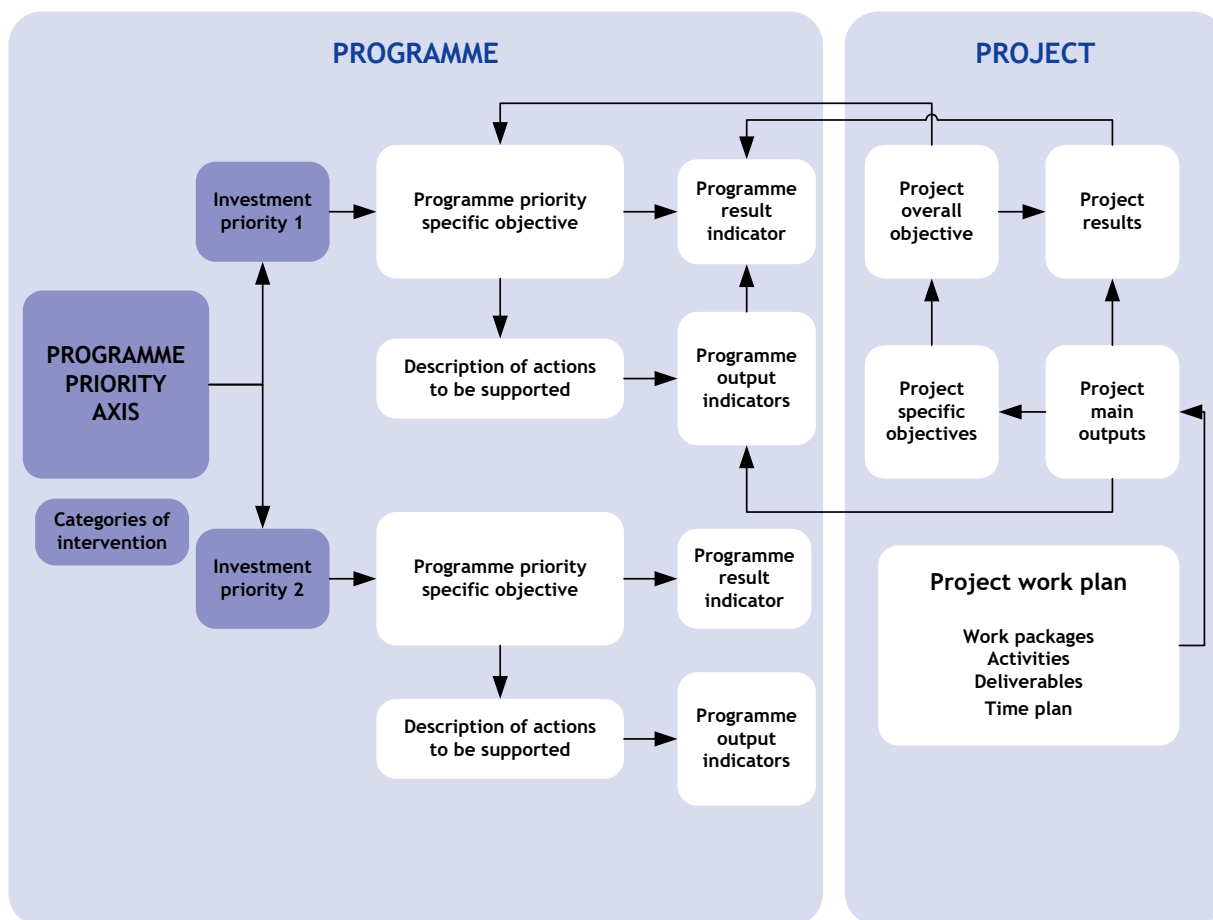 PROGRAMME
PROGRAMME
PRIORITY
AXIS
Categories of
intervention
Investment
priority 1
Programme priority
specific objective
Programme
result
indicator
Description of actions
to be supported
Programme
output
indicators
Investment
priority 2
Programme priority
specific objective
Programme
result
indicator
Description of actions
to be supported
Programme
output
indicators
PROJECT
Project
overall
objective
Project
results
Project
specific
objectives
Project
main
outputs
Project work plan
Work packages
Activities
Deliverables
Time plan